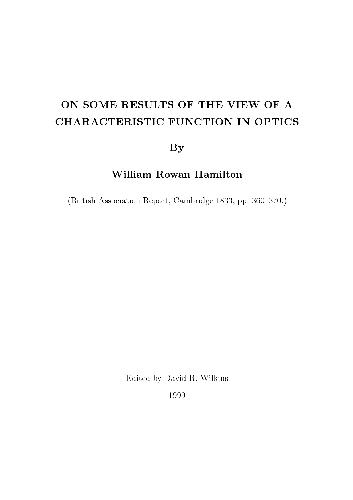 ON SOME RESULTS OF THE VIEW OF A
CHARACTERISTIC FUNCTION IN OPTICS
By
William Rowan Hamilton
(British Association Report, Cambridge 1833, pp. 360–370.)
Edited by David R. Wilkins
1999